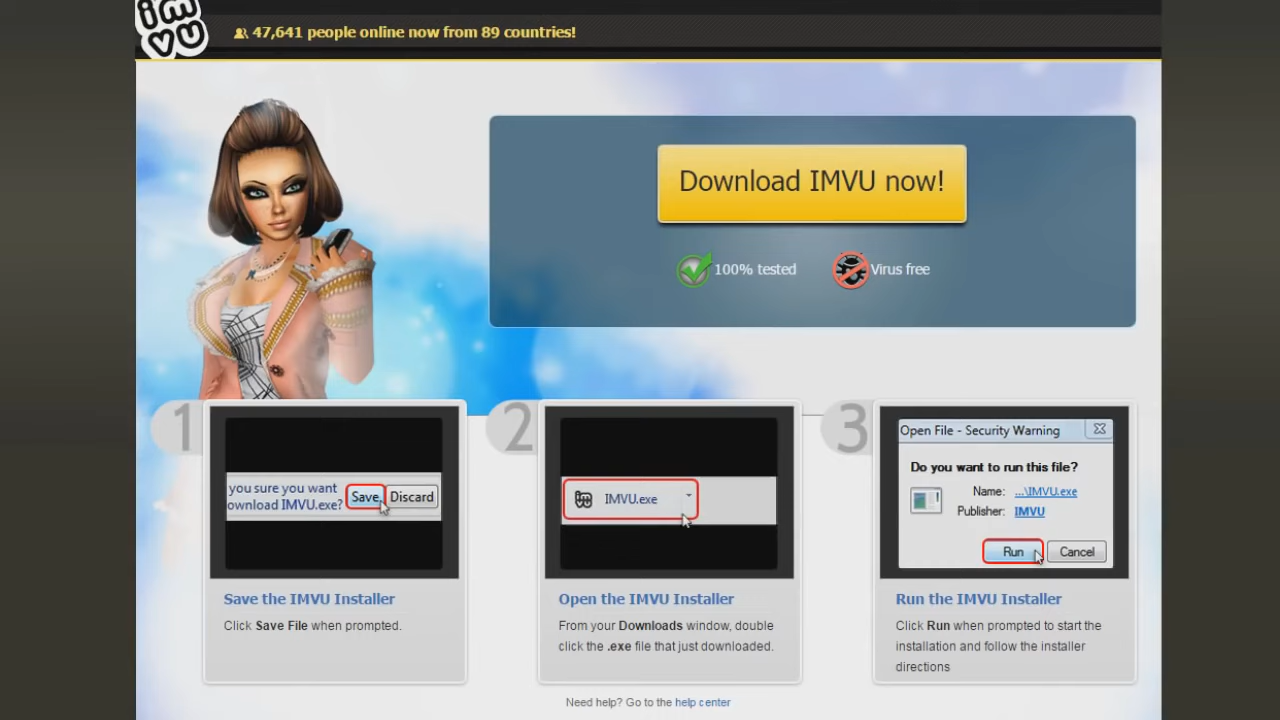 imvu
47,641 people online now from 89 countries!
Download IMVU now!
100% tested
Virus free
1
you sure you want
ownload IMVU.exe?
Save
Discard
Save the IMVU Installer
Click Save File when prompted.
2
IMVU.exe
Open the IMVU Installer
From your Downloads window, double
click the .exe file that just downloaded.
3
Open File - Security Warning
Do you want to run this file?
Name: ...\IMVU.exe
Publisher: IMVU
Run
Cancel
Run the IMVU Installer
Click Run when prompted to start the
installation and follow the installer
directions
Need help? Go to the help center